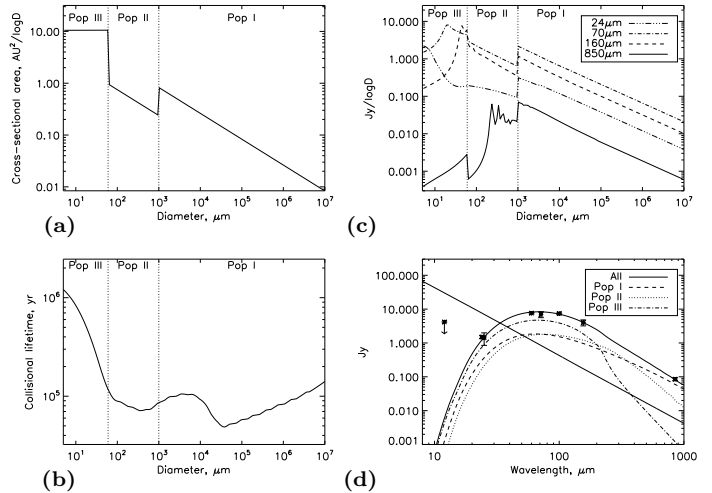 Pop III Pop II Pop I
10.00
1.00
0.10
0.01
Cross-sectional area, AU²/logD
10¹ 10² 10³ 10⁴ 10⁵ 10⁶ 10⁷
Diameter, μm
(a)
Pop III Pop II Pop I
24μm
70μm
160μm
850μm
100.000
10.000
1.000
0.100
0.010
0.001
Jy/logD
10¹ 10² 10³ 10⁴ 10⁵ 10⁶ 10⁷
Diameter, μm
(c)
Pop III Pop II Pop I
10⁶
10⁵
Collisional lifetime, yr
10¹ 10² 10³ 10⁴ 10⁵ 10⁶ 10⁷
Diameter, μm
(b)
All
Pop I
Pop II
Pop III
100.000
10.000
1.000
0.100
0.010
0.001
Jy
10 100 1000
Wavelength, μm
(d)